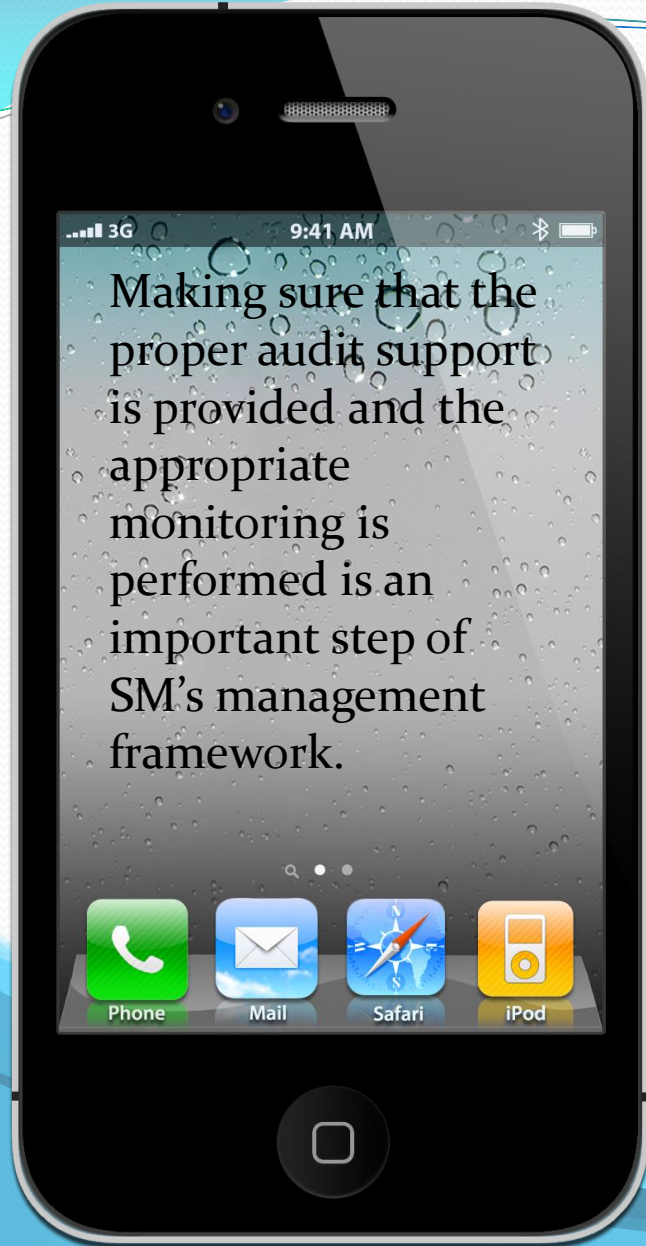 3G 9:41 AM
Making sure that the
proper audit support
is provided and the
appropriate
monitoring is
performed is an
important step of
SM’s management
framework.
N
S
Phone Mail Safari iPod